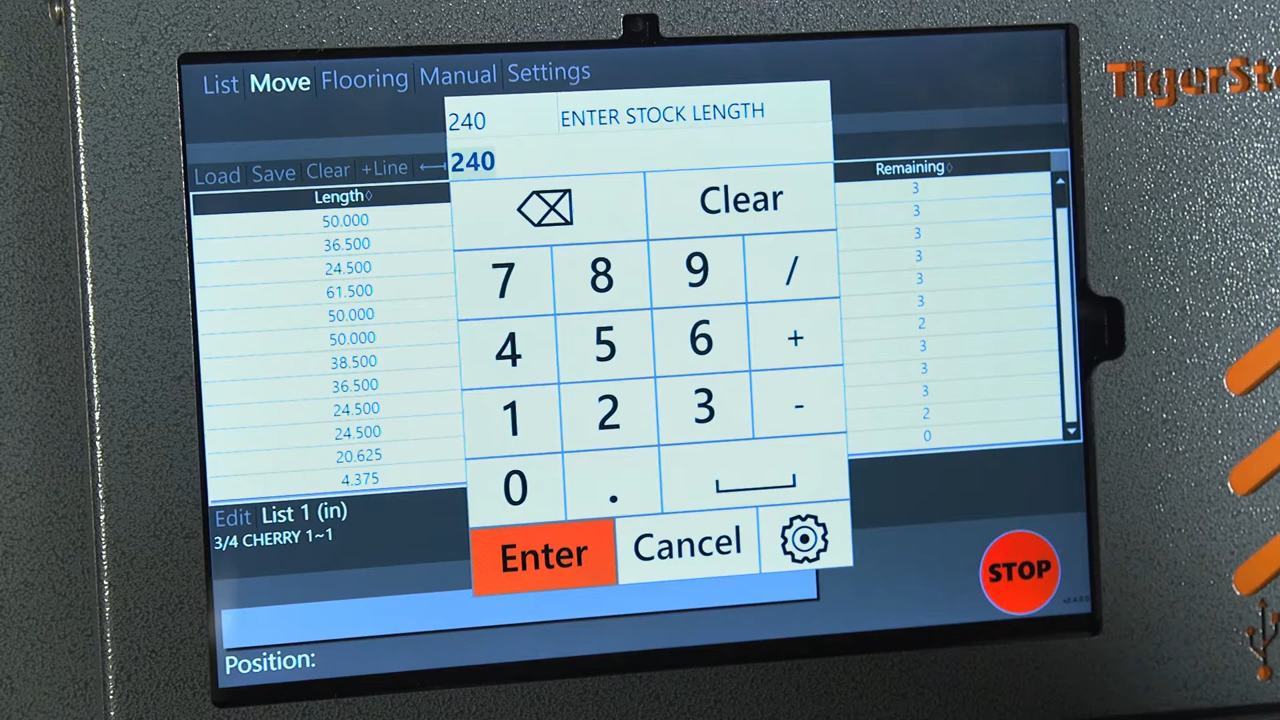 List Move Flooring Manual Settings
TigerSto
240 ENTER STOCK LENGTH
240
Load Save Clear +Line
Length Remaining
Clear
50.000 3
36.500 3
24.500 3
61.500 3
50.000 3
50.000 3
38.500 2
36.500 3
24.500 3
24.500 3
20.625 2
4.375 0
7 8 9 /
4 5 6 +
1 2 3 -
0 .
Edit List 1 (in)
3/4 CHERRY 1~1
Enter Cancel
STOP
Position: